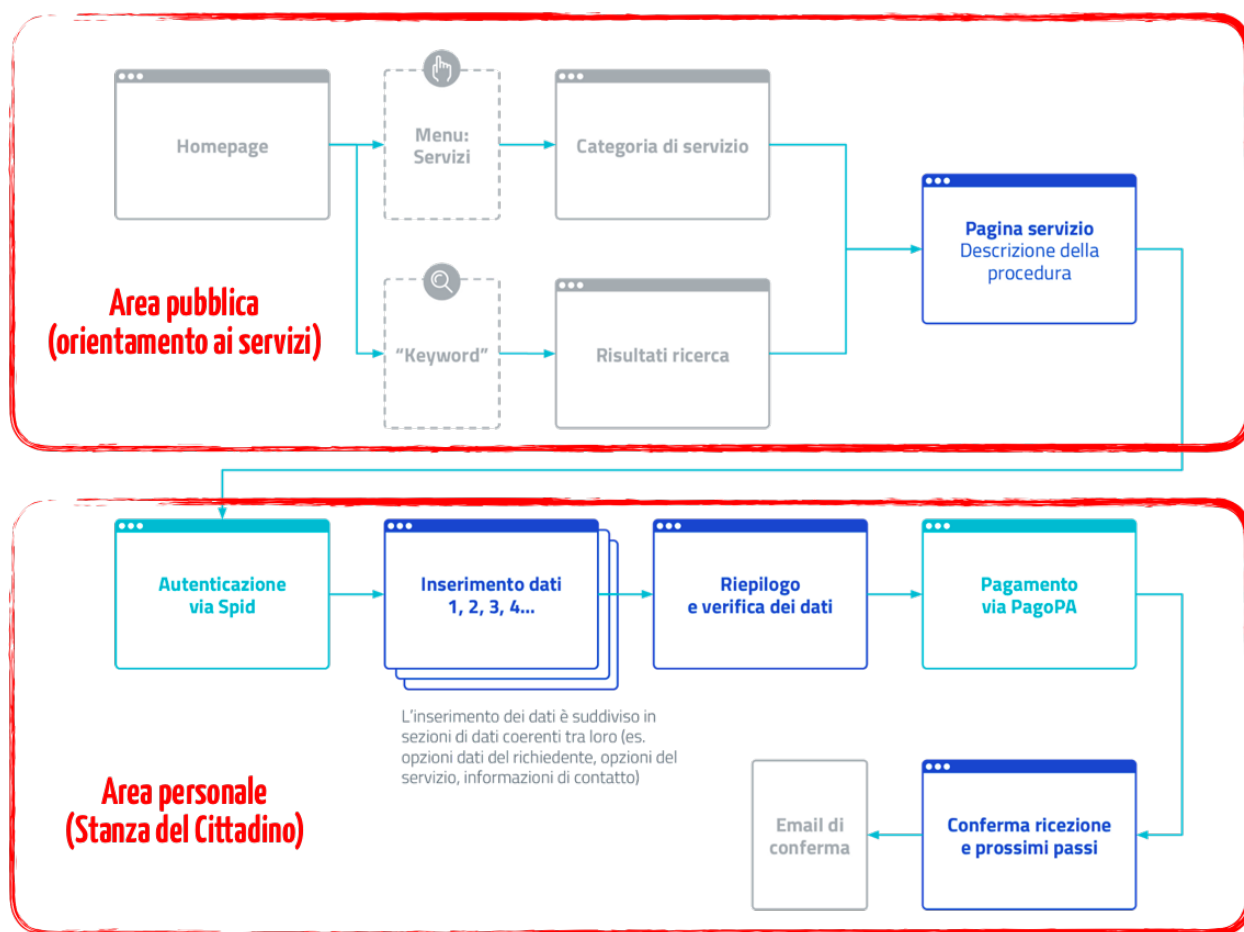 Homepage
Menu:
Servizi
Categoria di servizio
Pagina servizio
Descrizione della
procedura
Area pubblica
(orientamento ai servizi)
“Keyword”
Risultati ricerca
Autenticazione
via Spid
Inserimento dati
1, 2, 3, 4...
Riepilogo
e verifica dei dati
Pagamento
via PagoPA
L’inserimento dei dati è suddiviso in
sezioni di dati coerenti tra loro (es.
opzioni dati del richiedente, opzioni del
servizio, informazioni di contatto)
Area personale
(Stanza del Cittadino)
Email di
conferma
Conferma ricezione
e prossimi passi